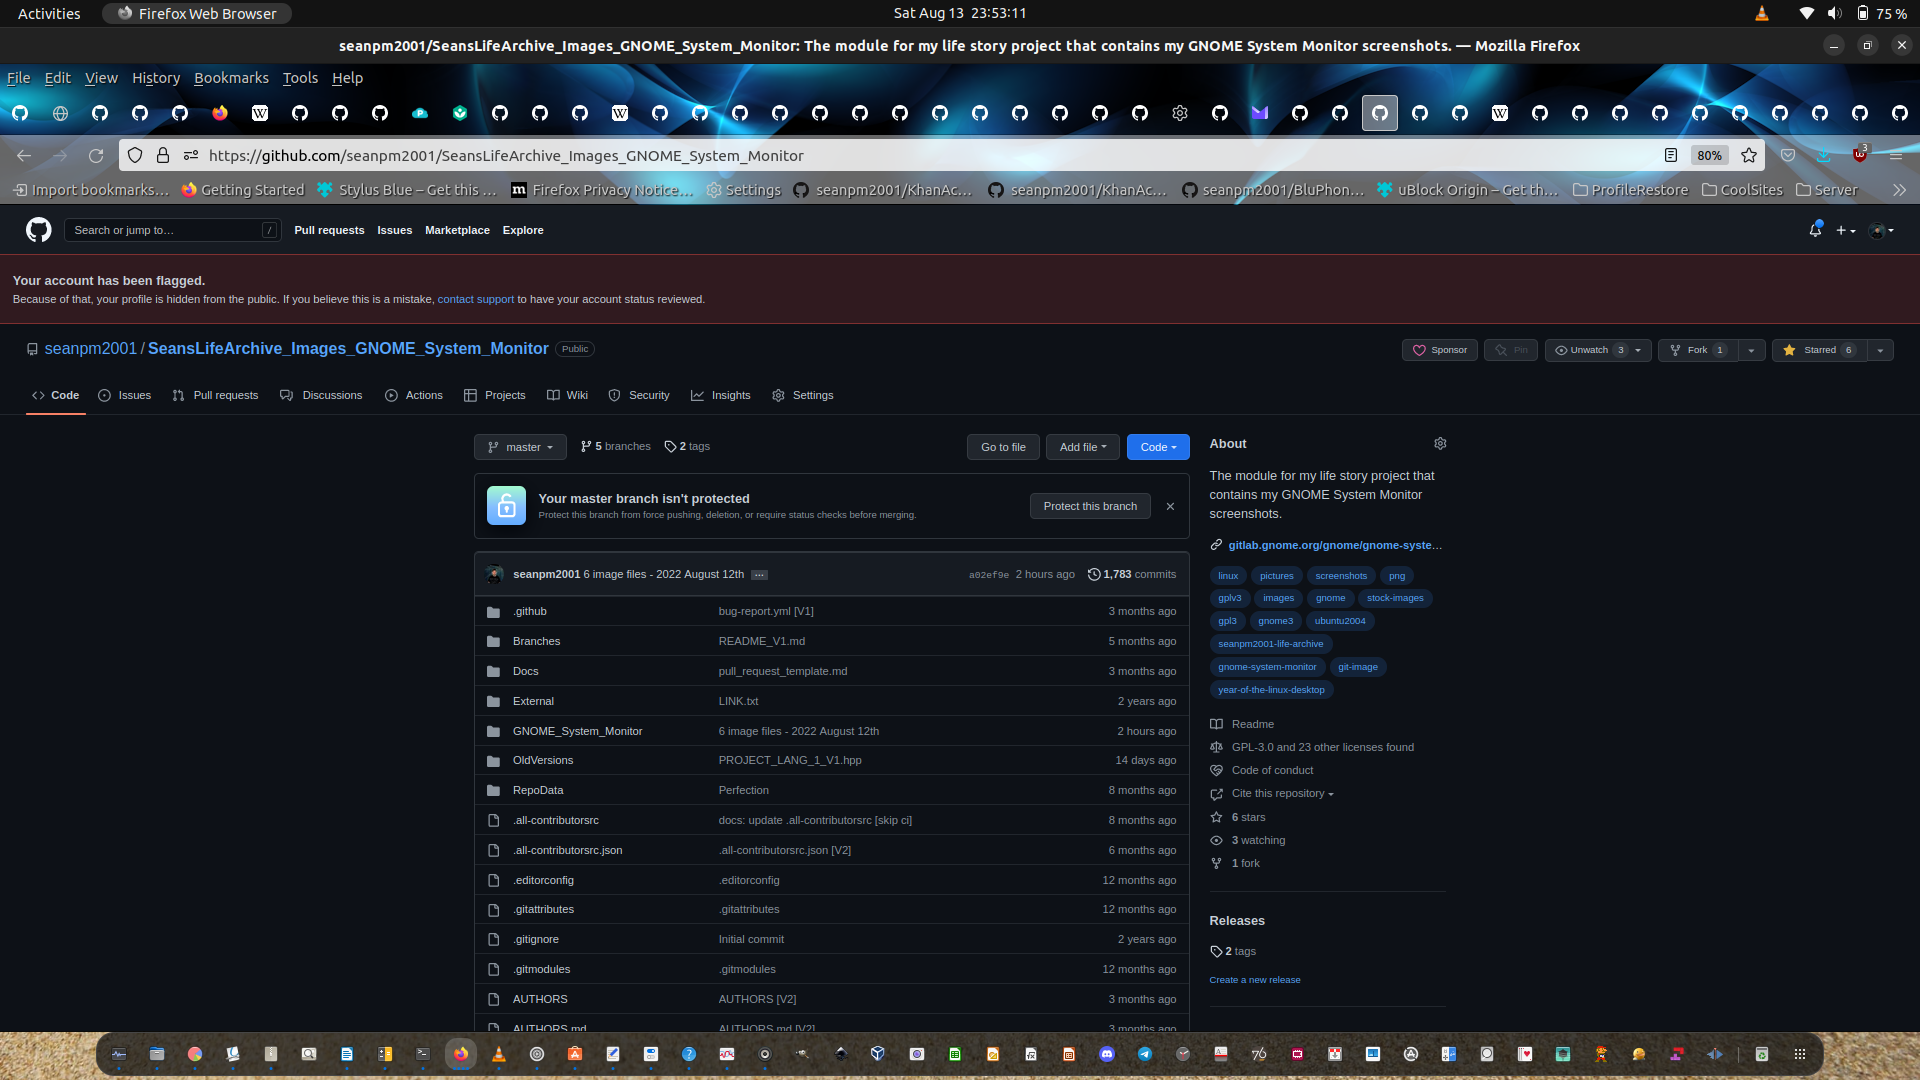 Activities
Firefox Web Browser
Sat Aug 13 23:53:11
75 %
seanpm2001/SeansLifeArchive_Images_GNOME_System_Monitor: The module for my life story project that contains my GNOME System Monitor screenshots. — Mozilla Firefox
File Edit View History Bookmarks Tools Help
https://github.com/seanpm2001/SeansLifeArchive_Images_GNOME_System_Monitor
80%
3
Import bookmarks…
Getting Started
Stylus Blue – Get this …
Firefox Privacy Notice…
Settings
seanpm2001/KhanAc…
seanpm2001/KhanAc…
seanpm2001/BluPhon…
uBlock Origin – Get th…
ProfileRestore
CoolSites
Server
Search or jump to…
/
Pull requests Issues Marketplace Explore
Your account has been flagged.
Because of that, your profile is hidden from the public. If you believe this is a mistake, contact support to have your account status reviewed.
seanpm2001 / SeansLifeArchive_Images_GNOME_System_Monitor Public
Sponsor
Pin
Unwatch 3
Fork 1
Starred 6
Code
Issues
Pull requests
Discussions
Actions
Projects
Wiki
Security
Insights
Settings
master
5 branches
2 tags
Go to file
Add file
Code
Your master branch isn't protected
Protect this branch from force pushing, deletion, or require status checks before merging.
Protect this branch
seanpm2001 6 image files - 2022 August 12th …
a02ef9e 2 hours ago
1,783 commits
.github bug-report.yml [V1] 3 months ago
Branches README_V1.md 5 months ago
Docs pull_request_template.md 3 months ago
External LINK.txt 2 years ago
GNOME_System_Monitor 6 image files - 2022 August 12th 2 hours ago
OldVersions PROJECT_LANG_1_V1.hpp 14 days ago
RepoData Perfection 8 months ago
.all-contributorsrc docs: update .all-contributorsrc [skip ci] 8 months ago
.all-contributorsrc.json .all-contributorsrc.json [V2] 6 months ago
.editorconfig .editorconfig 12 months ago
.gitattributes .gitattributes 12 months ago
.gitignore Initial commit 2 years ago
.gitmodules .gitmodules 12 months ago
AUTHORS AUTHORS [V2] 3 months ago
AUTHORS.md AUTHORS.md [V2] 3 months ago
About
The module for my life story project that
contains my GNOME System Monitor
screenshots.
gitlab.gnome.org/gnome/gnome-syste…
linux pictures screenshots png
gplv3 images gnome stock-images
gpl3 gnome3 ubuntu2004
seanpm2001-life-archive
gnome-system-monitor git-image
year-of-the-linux-desktop
Readme
GPL-3.0 and 23 other licenses found
Code of conduct
Cite this repository
6 stars
3 watching
1 fork
Releases
2 tags
Create a new release